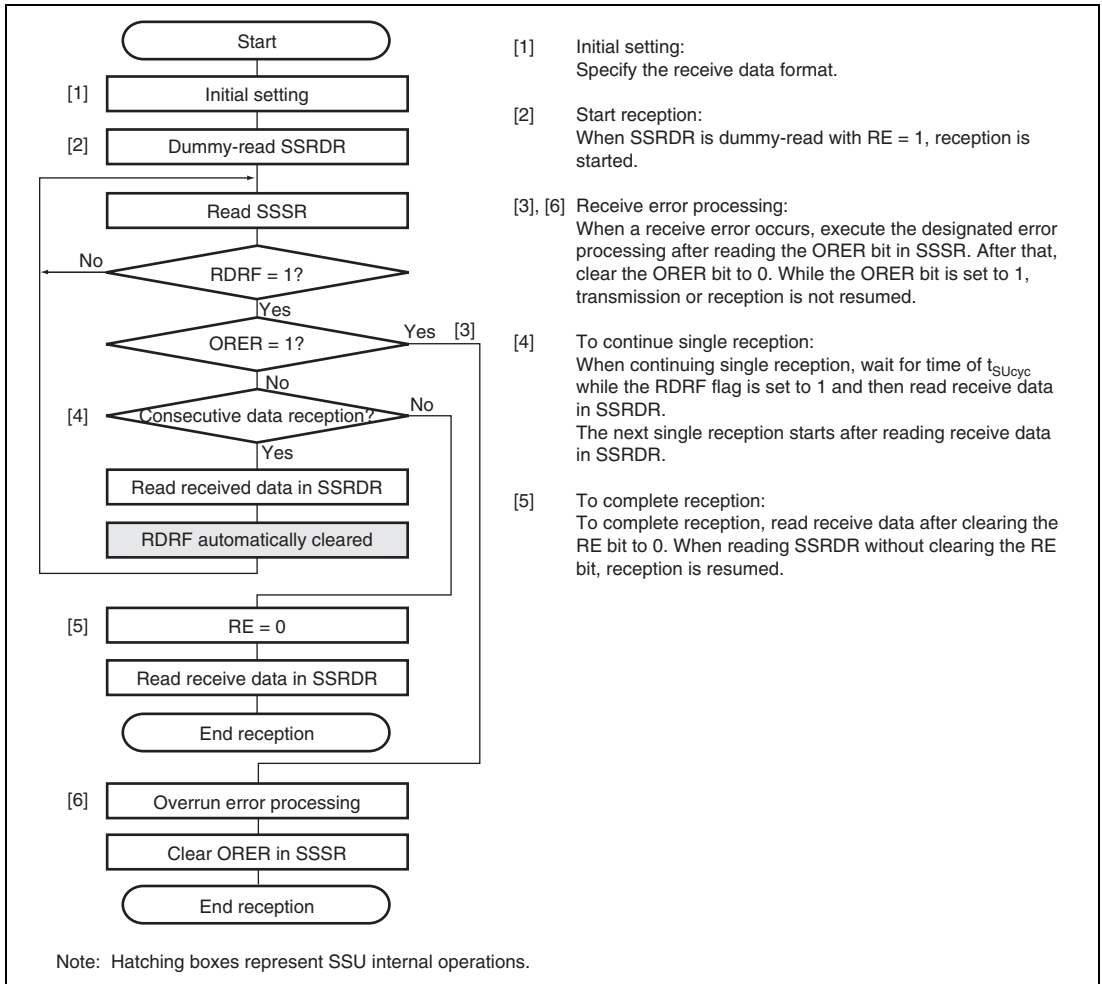 Start
[1] Initial setting
[2] Dummy-read SSRDR
Read SSSR
No
RDRF = 1?
Yes
ORER = 1?
Yes [3]
No
[4] Consecutive data reception?
No
Yes
Read received data in SSRDR
RDRF automatically cleared
[5] RE = 0
Read receive data in SSRDR
End reception
[6] Overrun error processing
Clear ORER in SSSR
End reception
[1] Initial setting:
Specify the receive data format.
[2] Start reception:
When SSRDR is dummy-read with RE = 1, reception is
started.
[3], [6] Receive error processing:
When a receive error occurs, execute the designated error
processing after reading the ORER bit in SSSR. After that,
clear the ORER bit to 0. While the ORER bit is set to 1,
transmission or reception is not resumed.
[4] To continue single reception:
When continuing single reception, wait for time of tSUcyc
while the RDRF flag is set to 1 and then read receive data
in SSRDR.
The next single reception starts after reading receive data
in SSRDR.
[5] To complete reception:
To complete reception, read receive data after clearing the
RE bit to 0. When reading SSRDR without clearing the RE
bit, reception is resumed.
Note: Hatching boxes represent SSU internal operations.